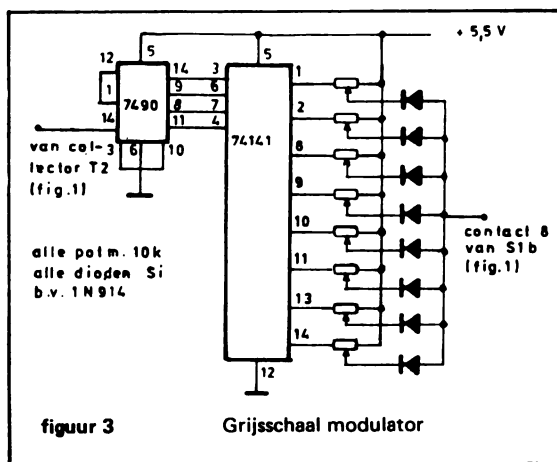 + 5,5 V
12
5
5
14
3
1
1
9
6
7490
8
7
2
14
11
4
74141
van col-
3
6
10
8
lector T2
(fig.1)
9
contact 8
10
van S1b
alle potm. 10k
(fig.1)
alle dioden Si
11
b.v. 1N914
13
14
12
figuur 3
Grijsschaal modulator